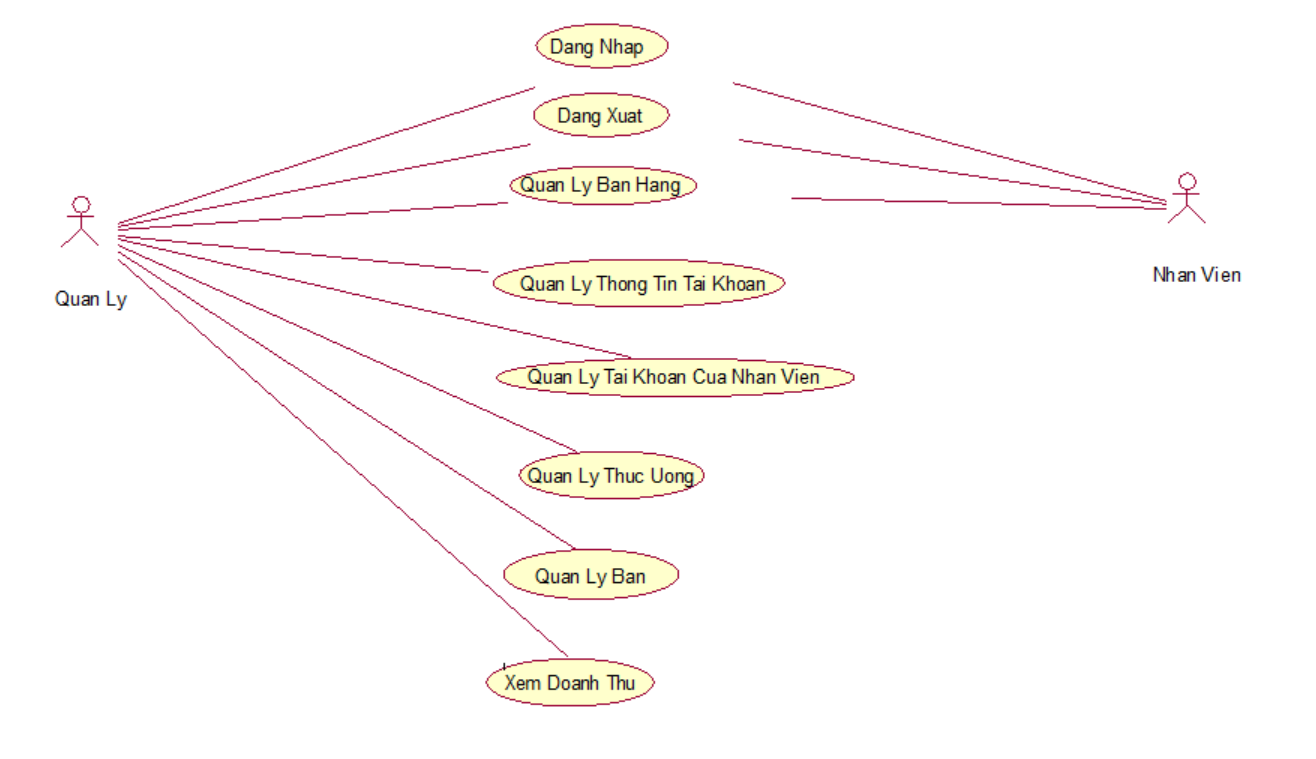 Dang Nhap
Dang Xuat
Quan Ly Ban Hang
Quan Ly Thong Tin Tai Khoan
Nhan Vien
Quan Ly
Quan Ly Tai Khoan Cua Nhan Vien
Quan Ly Thuc Uong
Quan Ly Ban
Xem Doanh Thu